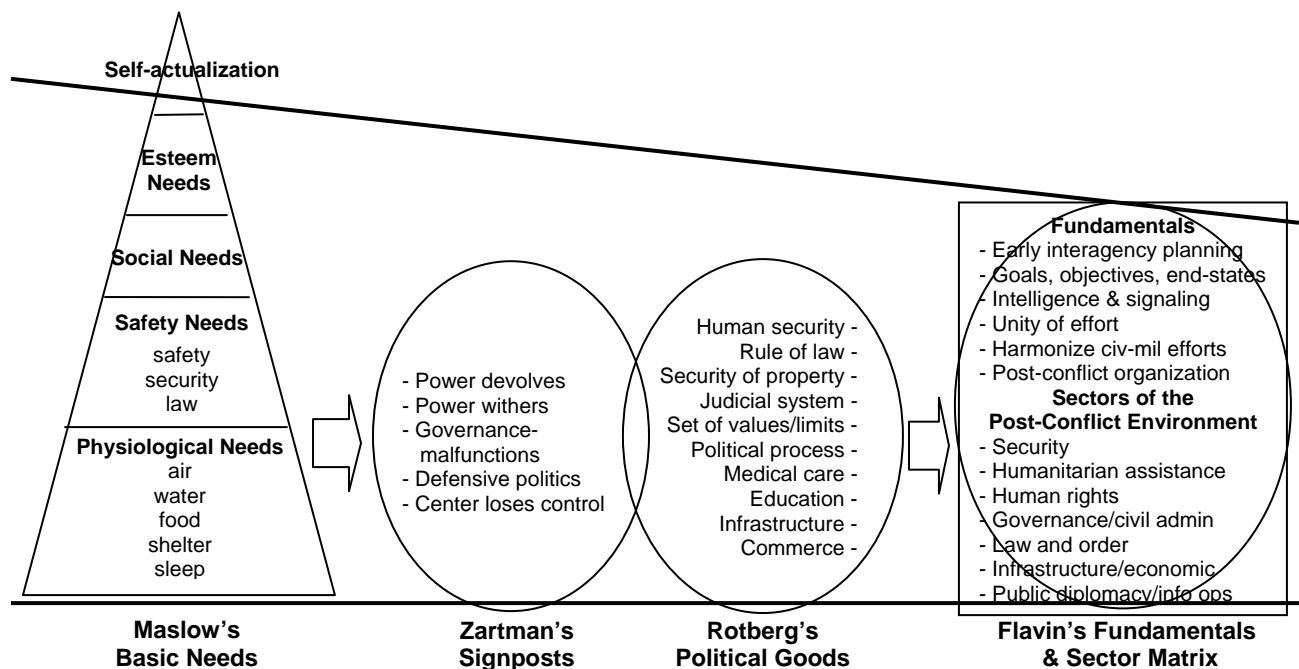 Self-actualization
Esteem
Needs
Social Needs
Safety Needs
safety
security
law
Physiological Needs
air
water
food
shelter
sleep
Maslow's
Basic Needs
- Power devolves
- Power withers
- Governance-
malfunctions
- Defensive politics
- Center loses control
Zartman's
Signposts
Human security -
Rule of law -
Security of property -
Judicial system -
Set of values/limits -
Political process -
Medical care -
Education -
Infrastructure -
Commerce -
Rotberg's
Political Goods
Fundamentals
- Early interagency planning
- Goals, objectives, end-states
- Intelligence & signaling
- Unity of effort
- Harmonize civ-mil efforts
- Post-conflict organization
Sectors of the
Post-Conflict Environment
- Security
- Humanitarian assistance
- Human rights
- Governance/civil admin
- Law and order
- Infrastructure/economic
- Public diplomacy/info ops
Flavin's Fundamentals
& Sector Matrix